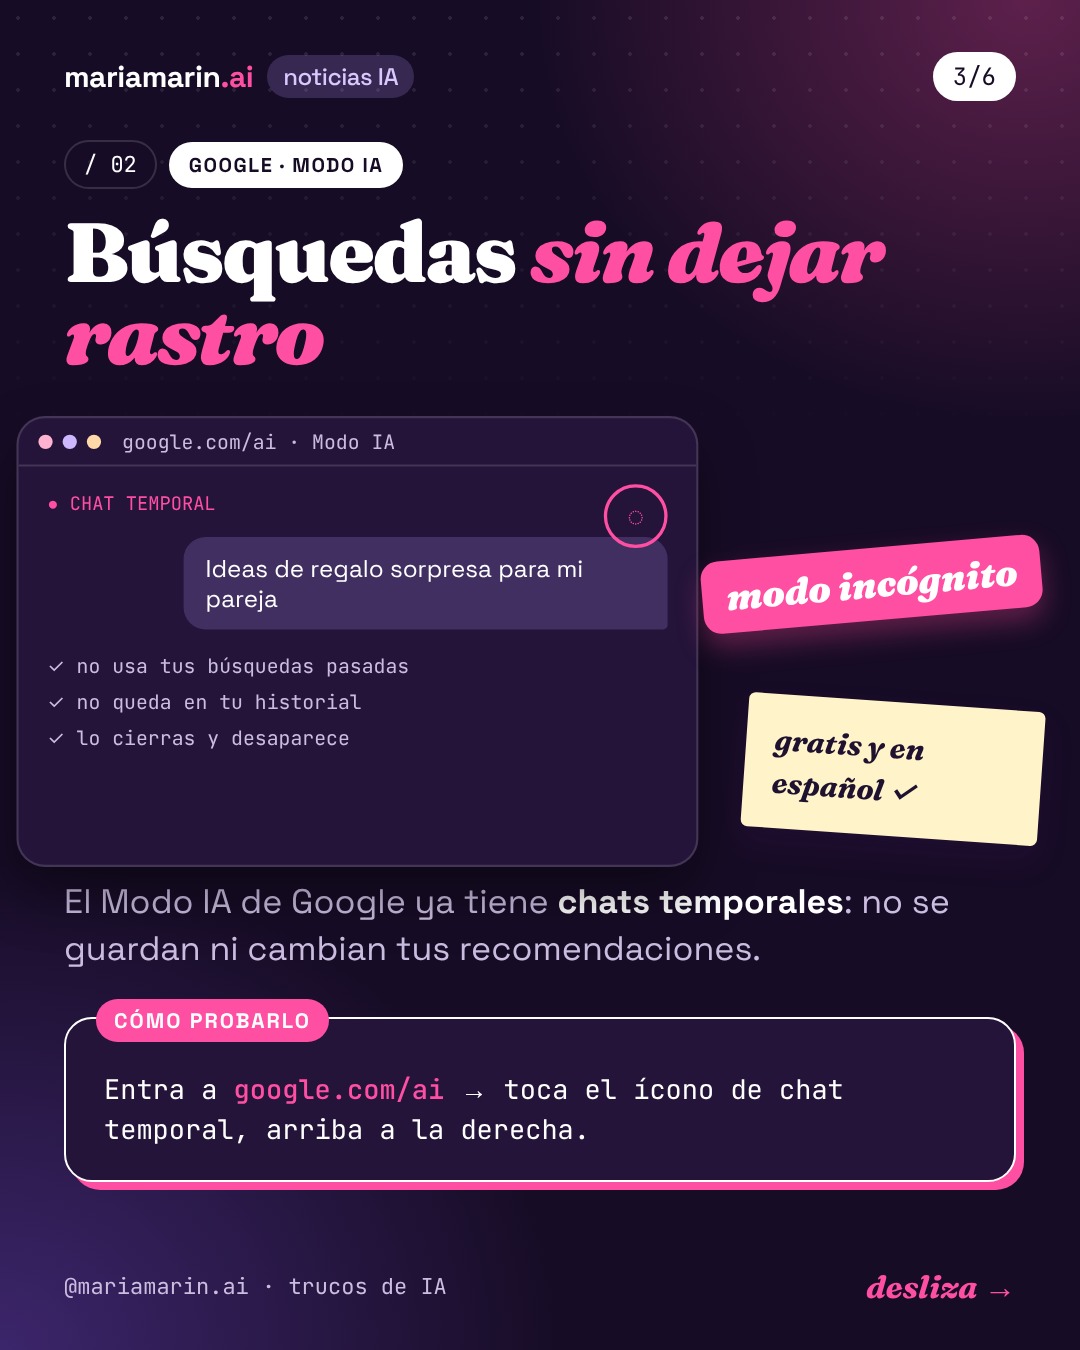 mariamarin.ai noticias IA 3/6
/ 02 GOOGLE · MODO IA
Búsquedas sin dejar
rastro
google.com/ai · Modo IA
• CHAT TEMPORAL
Ideas de regalo sorpresa para mi
pareja
✓ no usa tus búsquedas pasadas
✓ no queda en tu historial
✓ lo cierras y desaparece
modo incógnito
gratis y en
español ✓
El Modo IA de Google ya tiene chats temporales: no se
guardan ni cambian tus recomendaciones.
CÓMO PROBARLO
Entra a google.com/ai → toca el ícono de chat
temporal, arriba a la derecha.
@mariamarin.ai · trucos de IA
desliza →